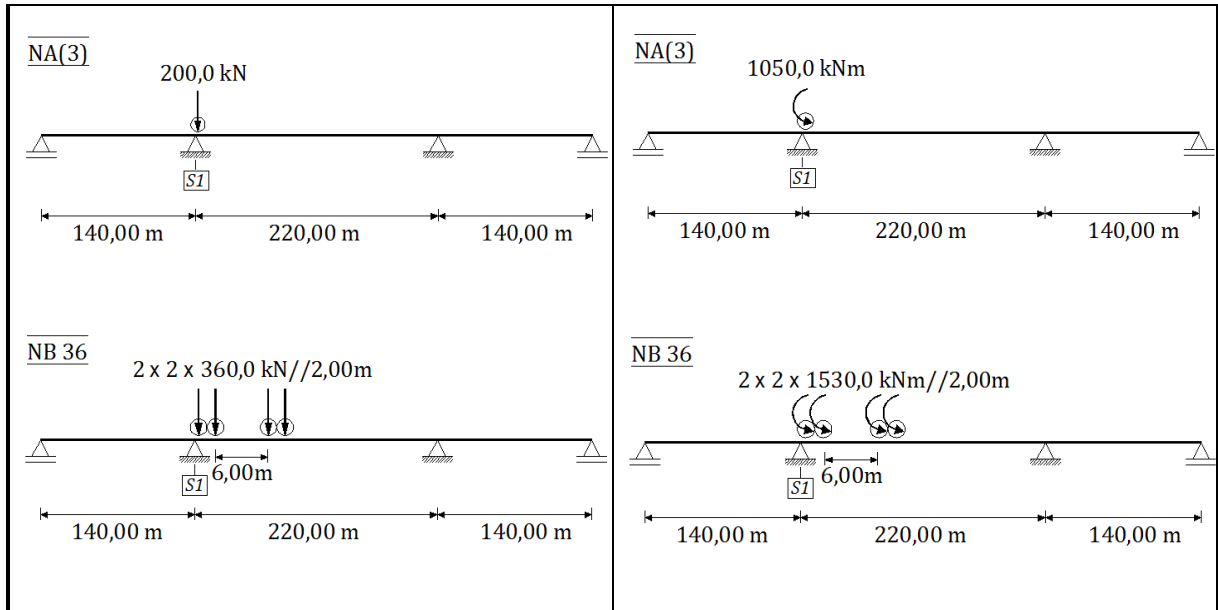 NA(3)
200,0 kN
S1
140,00 m 220,00 m 140,00 m
NB 36
2 x 2 x 360,0 kN//2,00m
6,00m
S1
140,00 m 220,00 m 140,00 m
NA(3)
1050,0 kNm
S1
140,00 m 220,00 m 140,00 m
NB 36
2 x 2 x 1530,0 kNm//2,00m
6,00m
S1
140,00 m 220,00 m 140,00 m